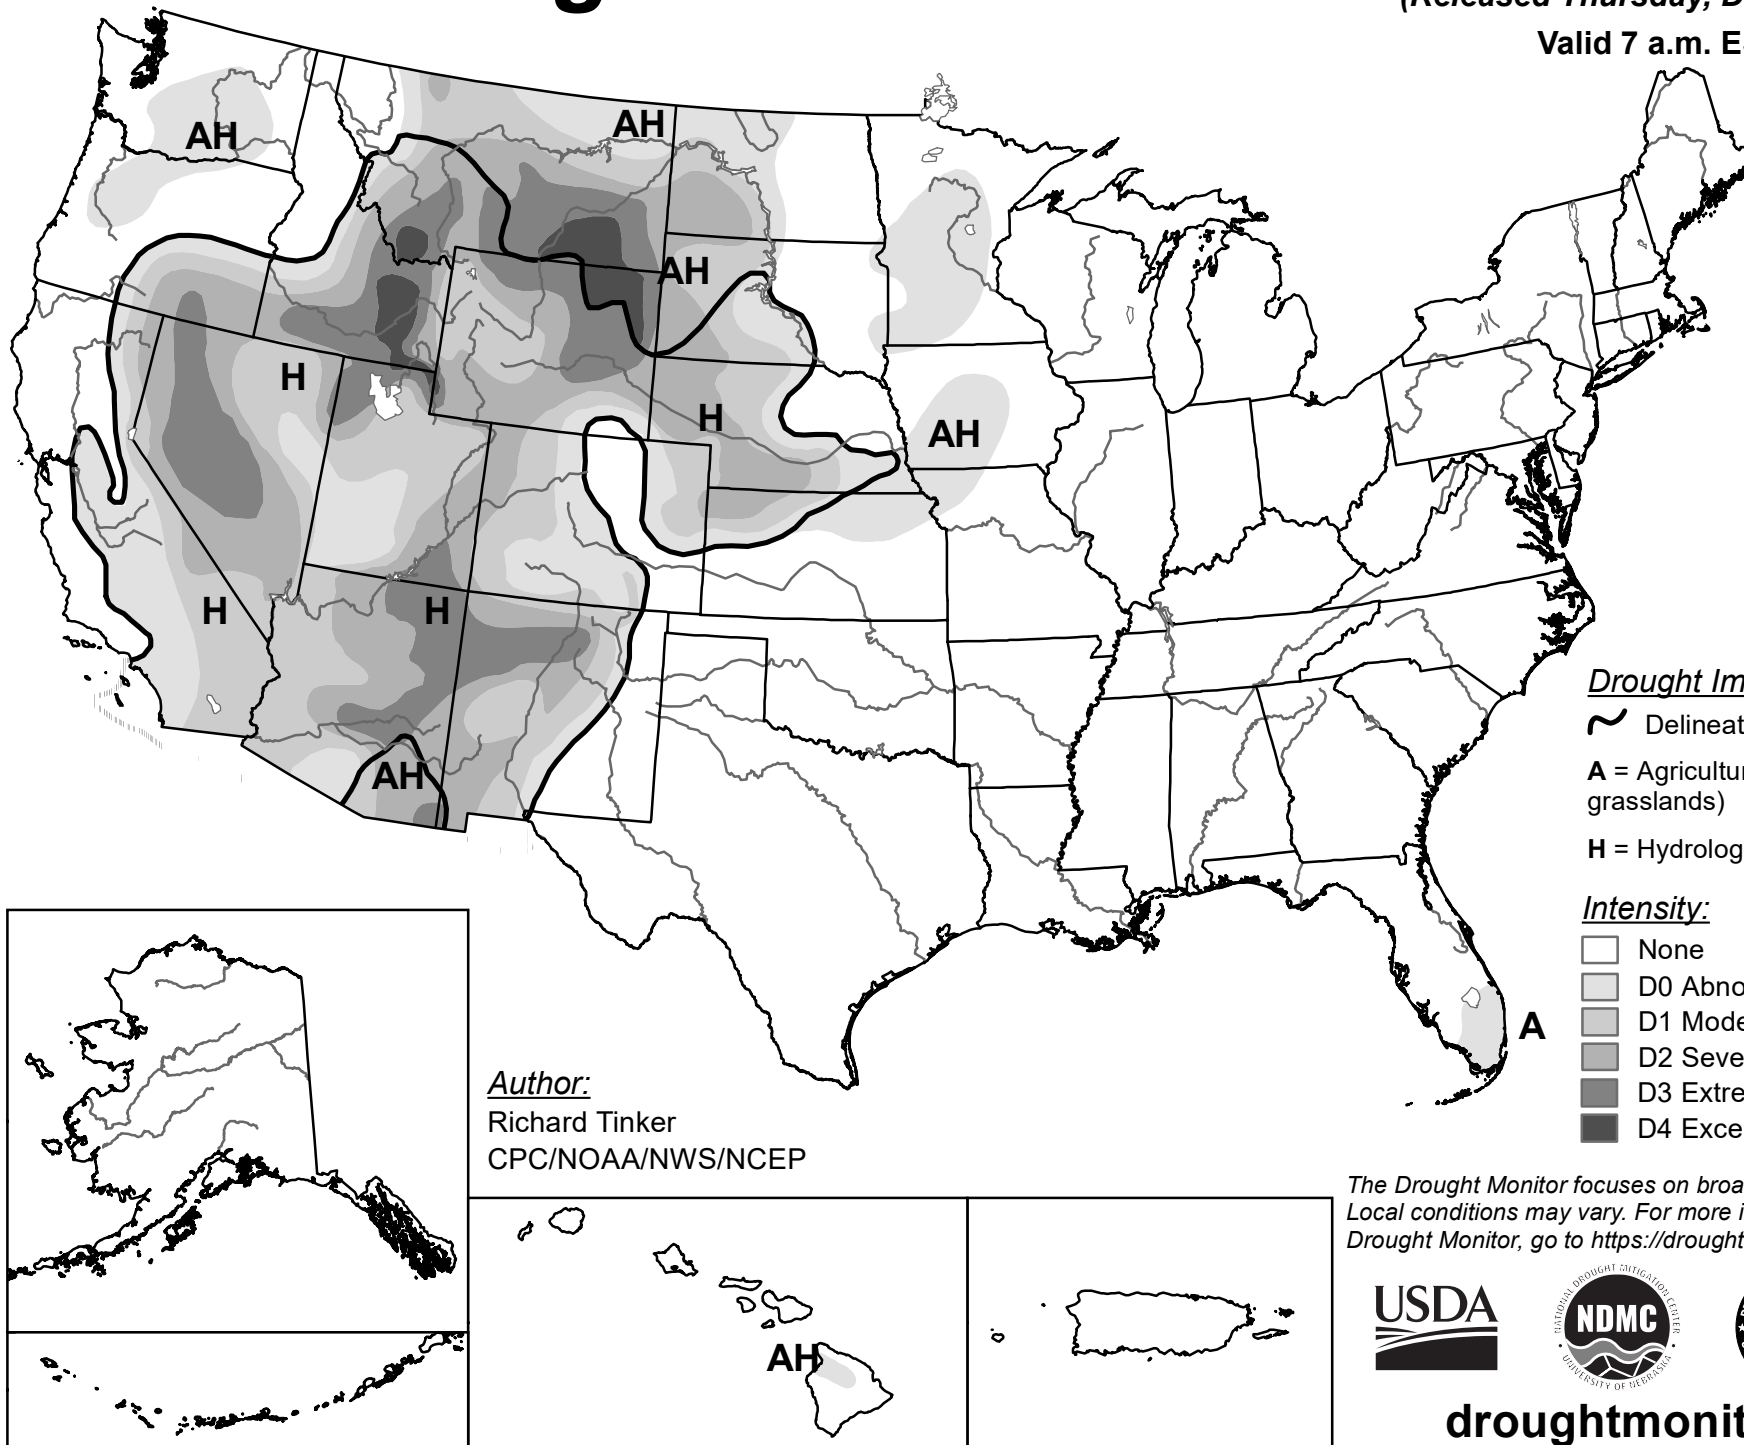 (Released Thursday, D
Valid 7 a.m. E
AH
AH
AH
H
H
AH
H
H
AH
Drought Im
Delineat
A = Agricultur
grasslands)
H = Hydrolog
Intensity:
None
D0 Abno
D1 Mode
D2 Seve
D3 Extre
D4 Exce
A
Author:
Richard Tinker
CPC/NOAA/NWS/NCEP
The Drought Monitor focuses on broa
Local conditions may vary. For more i
Drought Monitor, go to https://drought
AH
USDA
NATIONAL DROUGHT MITIGATION CENTER
NDMC
UNIVERSITY OF NEBRASKA
droughtmonit